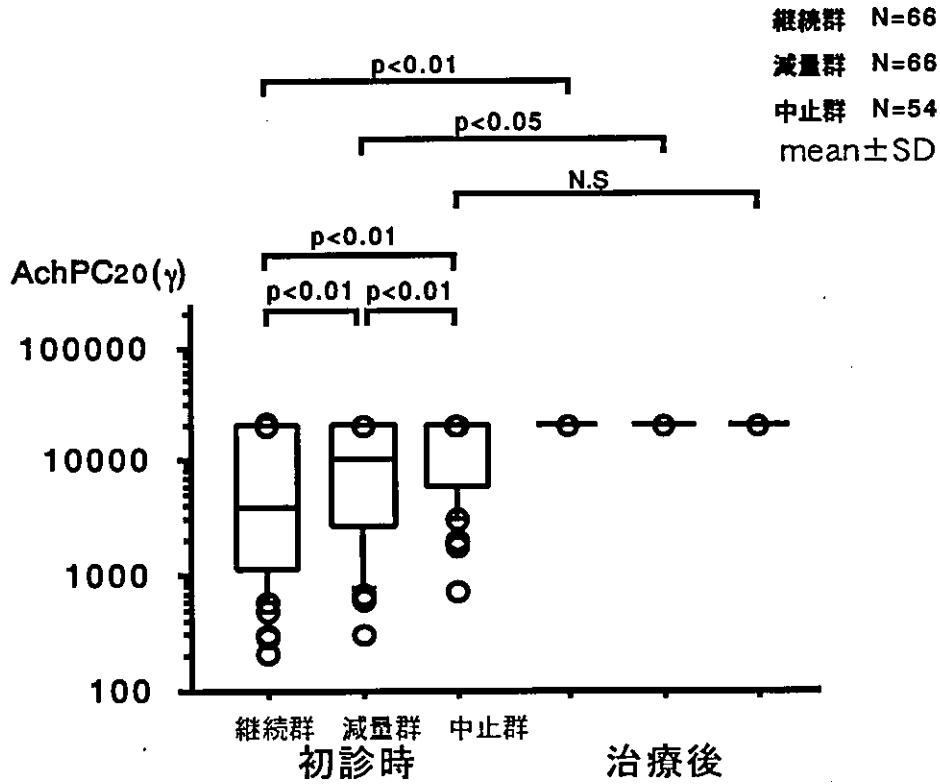 継続群 N=66
減量群 N=66
中止群 N=54
mean±SD
p<0.01
p<0.05
N.S
p<0.01
p<0.01 p<0.01
AchPC20(γ)
100000
10000
1000
100
継続群 減量群 中止群
初診時 治療後